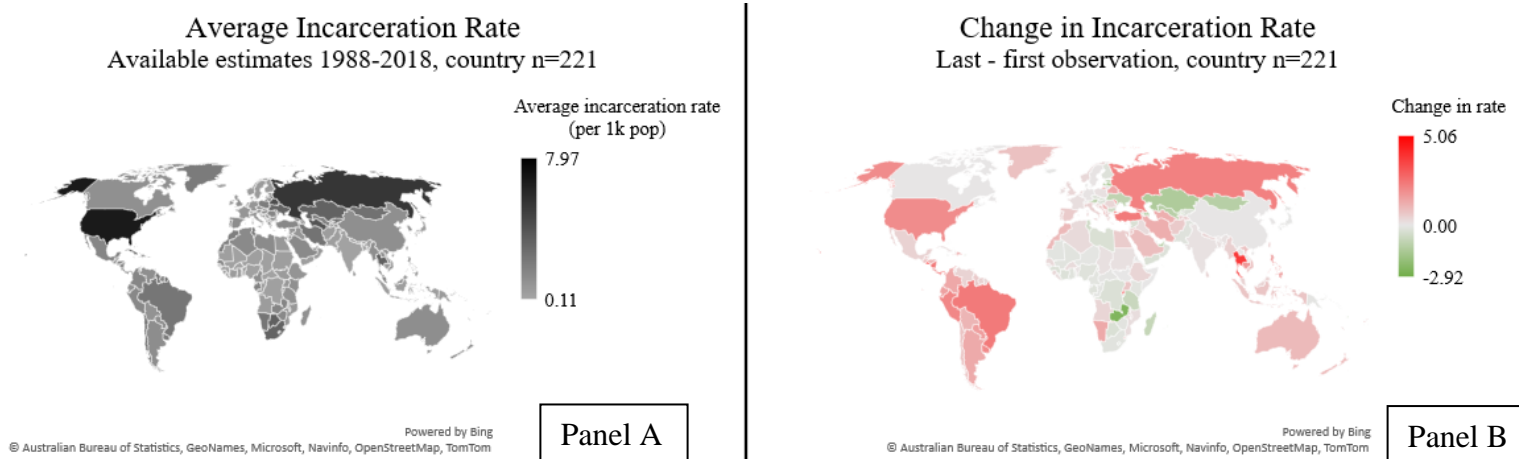 Average Incarceration Rate
Available estimates 1988-2018, country n=221
Average incarceration rate
(per 1k pop)
7.97
0.11
Powered by Bing
© Australian Bureau of Statistics, GeoNames, Microsoft, Navinfo, OpenStreetMap, TomTom
Panel A
Change in Incarceration Rate
Last - first observation, country n=221
Change in rate
5.06
0.00
-2.92
Powered by Bing
© Australian Bureau of Statistics, GeoNames, Microsoft, Navinfo, OpenStreetMap, TomTom
Panel B